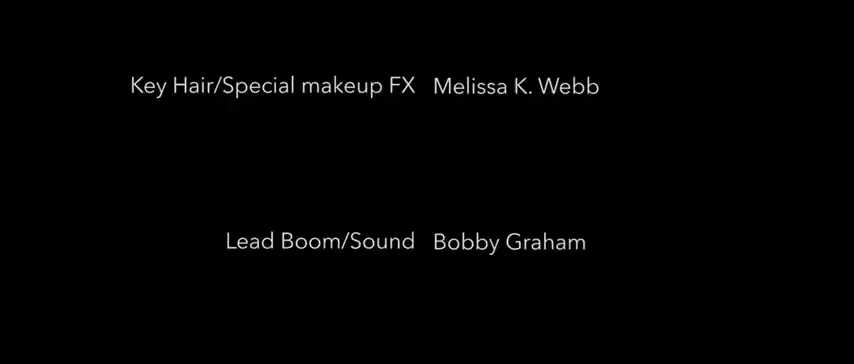 Key Hair/Special makeup FX Melissa K. Webb
Lead Boom/Sound Bobby Graham